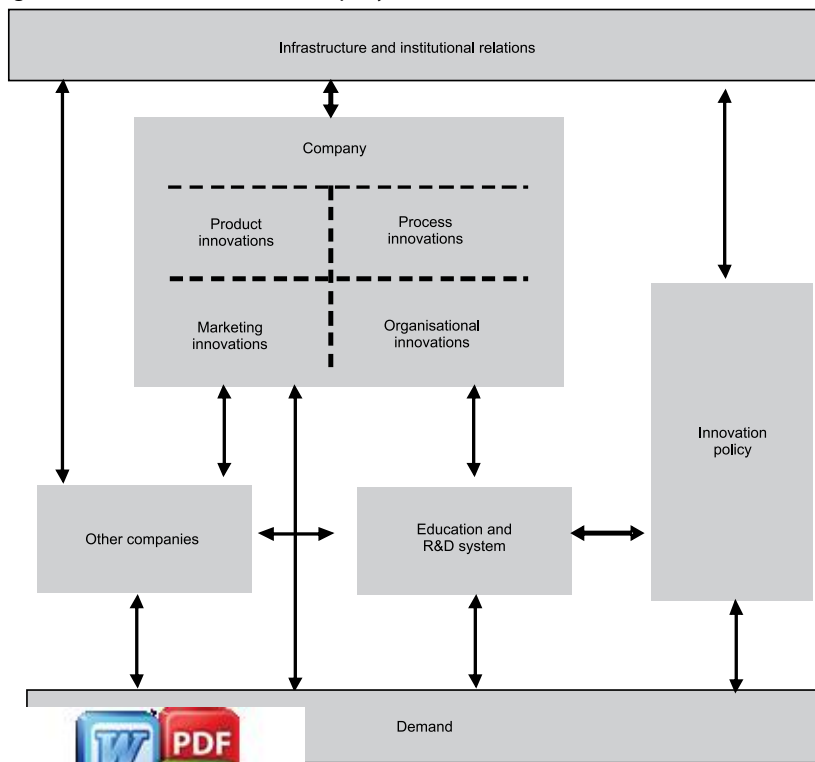 Infrastructure and institutional relations
Company
Product
innovations
Process
innovations
Marketing
innovations
Organisational
innovations
Innovation
policy
Other companies
Education and
R&D system
Demand
W
PDF